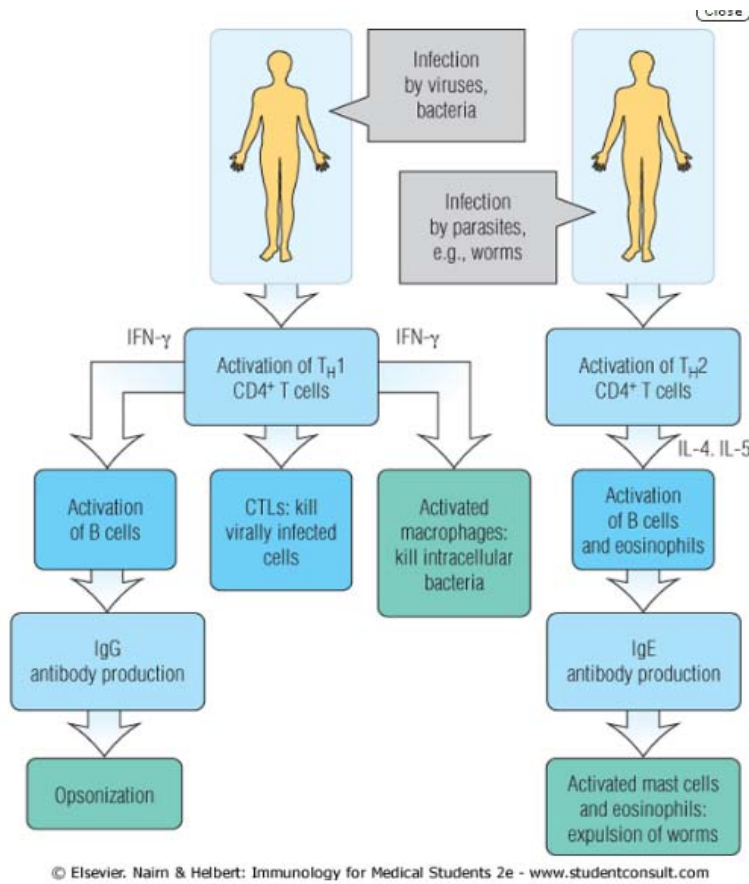 Close
Infection
by viruses,
bacteria
Infection
by parasites,
e.g., worms
IFN-γ
Activation of TH1
CD4+ T cells
IFN-γ
Activation of TH2
CD4+ T cells
IL-4. IL-5
Activation
of B cells
CTLs: kill
virally infected
cells
Activated
macrophages:
kill intracellular
bacteria
Activation
of B cells
and eosinophils
IgG
antibody production
IgE
antibody production
Opsonization
Activated mast cells
and eosinophils:
expulsion of worms
© Elsevier. Nairn & Helbert: Immunology for Medical Students 2e - www.studentconsult.com